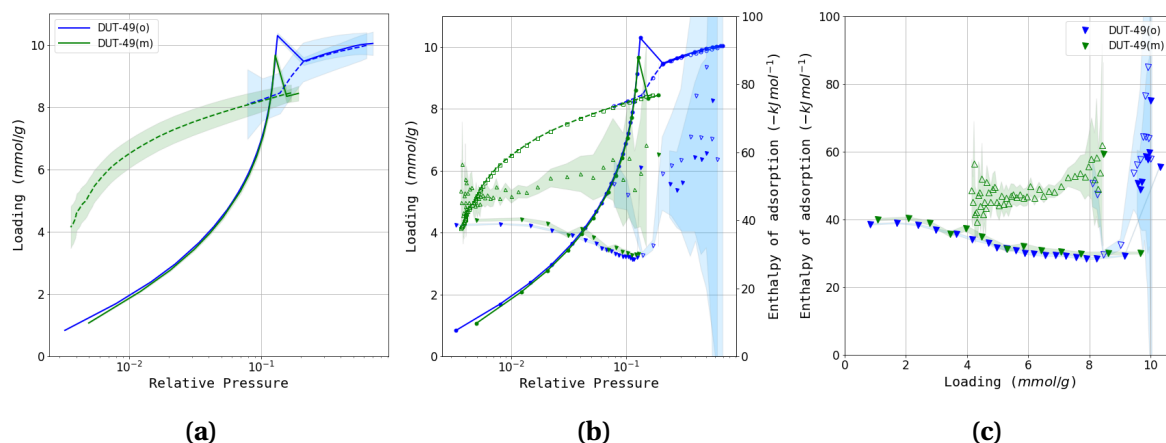 DUT-49(o)
DUT-49(m)
Loading (mmol/g)
10
8
6
4
2
0
10⁻²
10⁻¹
Relative Pressure
(a)
Loading (mmol/g)
10
8
6
4
2
0
10⁻²
10⁻¹
Relative Pressure
100
80
60
40
20
0
Enthalpy of adsorption (−kJmol⁻¹)
(b)
Enthalpy of adsorption (−kJmol⁻¹)
100
80
60
40
20
0
0
2
4
6
8
10
Loading (mmol/g)
DUT-49(o)
DUT-49(m)
(c)